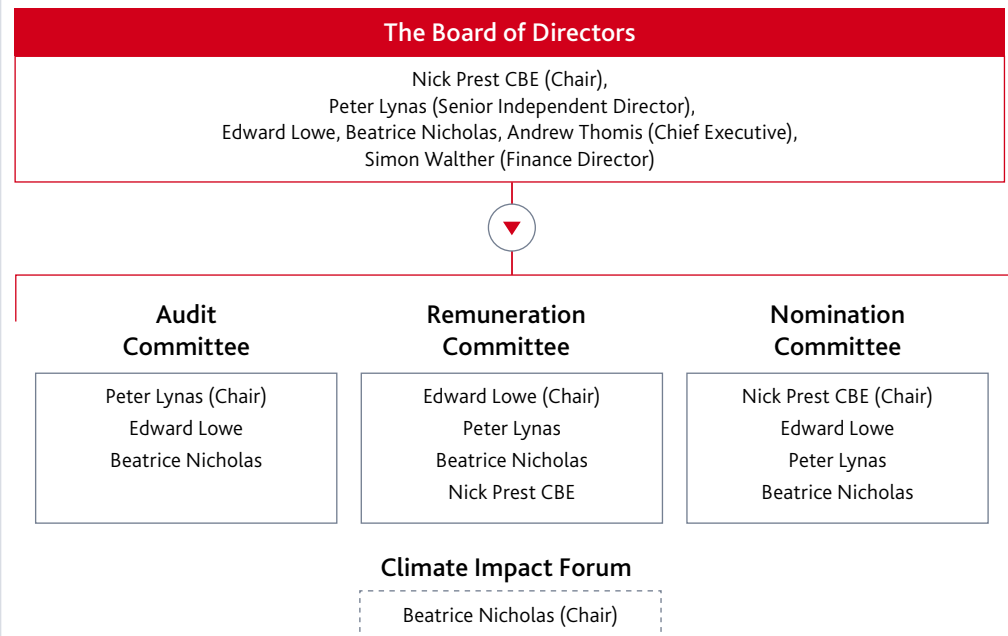 The Board of Directors
Nick Prest CBE (Chair),
Peter Lynas (Senior Independent Director),
Edward Lowe, Beatrice Nicholas, Andrew Thomis (Chief Executive),
Simon Walther (Finance Director)
Audit
Committee
Peter Lynas (Chair)
Edward Lowe
Beatrice Nicholas
Remuneration
Committee
Edward Lowe (Chair)
Peter Lynas
Beatrice Nicholas
Nick Prest CBE
Nomination
Committee
Nick Prest CBE (Chair)
Edward Lowe
Peter Lynas
Beatrice Nicholas
Climate Impact Forum
Beatrice Nicholas (Chair)